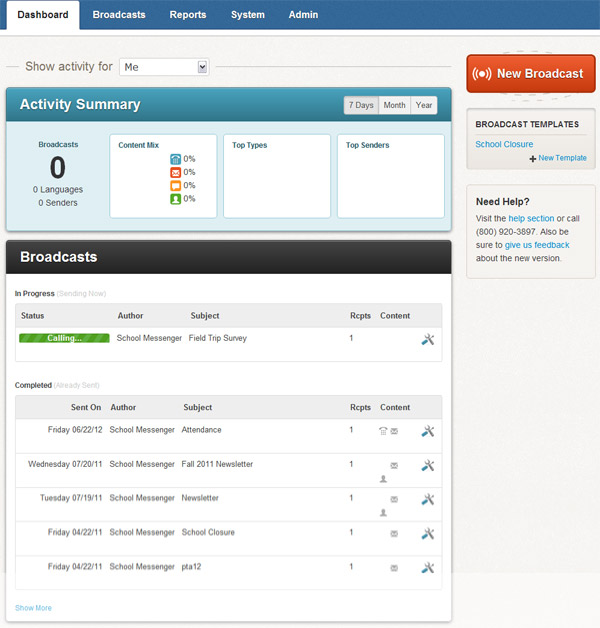 Dashboard Broadcasts Reports System Admin
Show activity for Me
New Broadcast
Activity Summary 7 Days Month Year
Broadcasts
0
0 Languages
0 Senders
Content Mix
0%
0%
0%
0%
Top Types
Top Senders
BROADCAST TEMPLATES
School Closure
New Template
Need Help?
Visit the help section or call
(800) 920-3897. Also be
sure to give us feedback
about the new version.
Broadcasts
In Progress (Sending Now)
Status Author Subject Rcpts Content
Calling... School Messenger Field Trip Survey 1
Completed (Already Sent)
Sent On Author Subject Rcpts Content
Friday 06/22/12 School Messenger Attendance 1
Wednesday 07/20/11 School Messenger Fall 2011 Newsletter 1
Tuesday 07/19/11 School Messenger Newsletter 1
Friday 04/22/11 School Messenger School Closure 1
Friday 04/22/11 School Messenger pta12 1
Show More